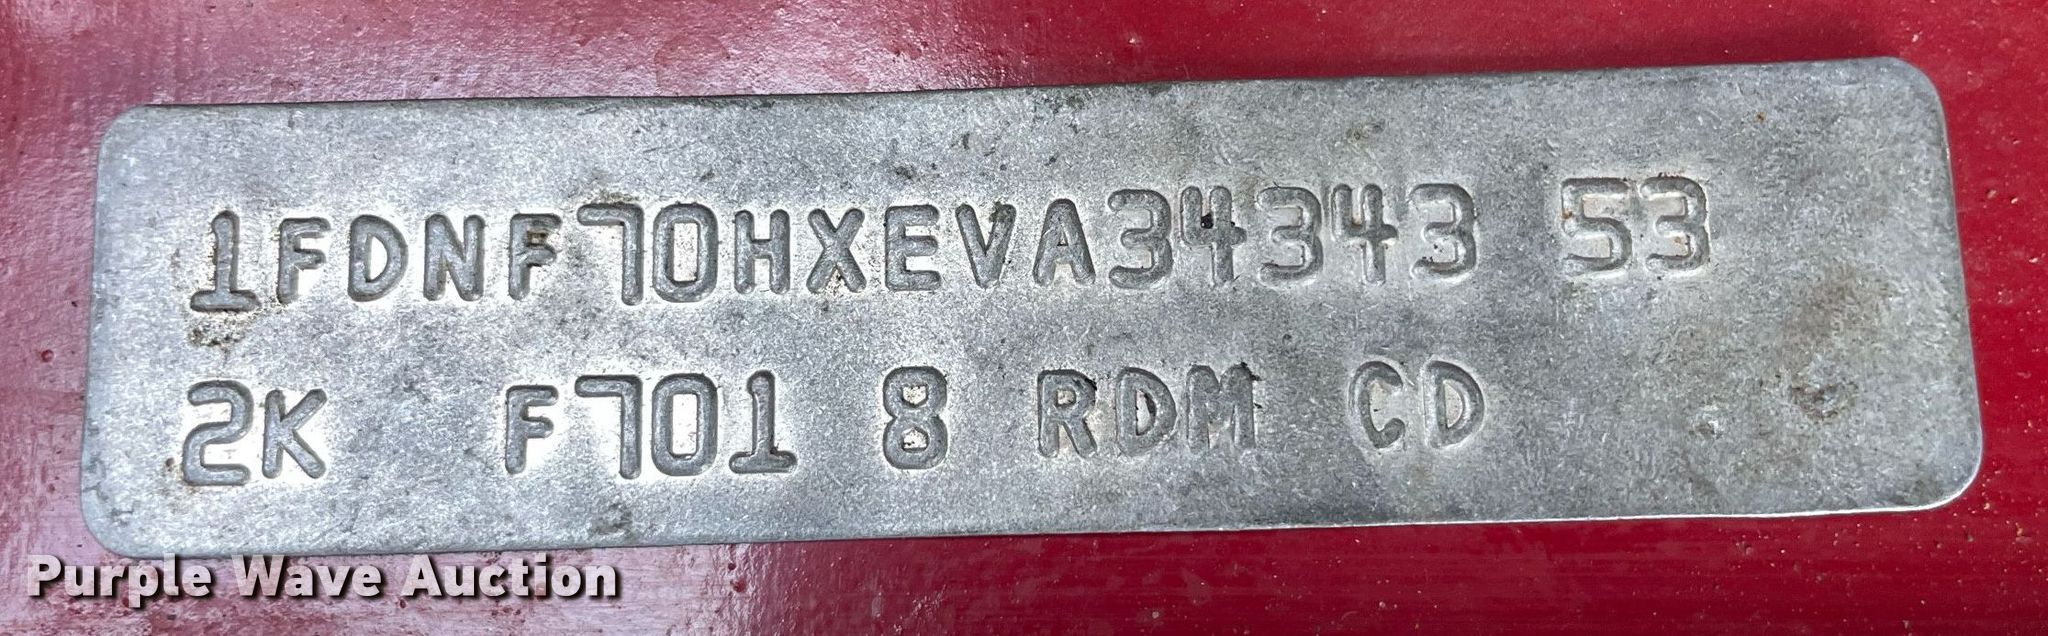 1FDNF70HXEVA34343 53
2K F701 8 RDM CD
Purple Wave Auction